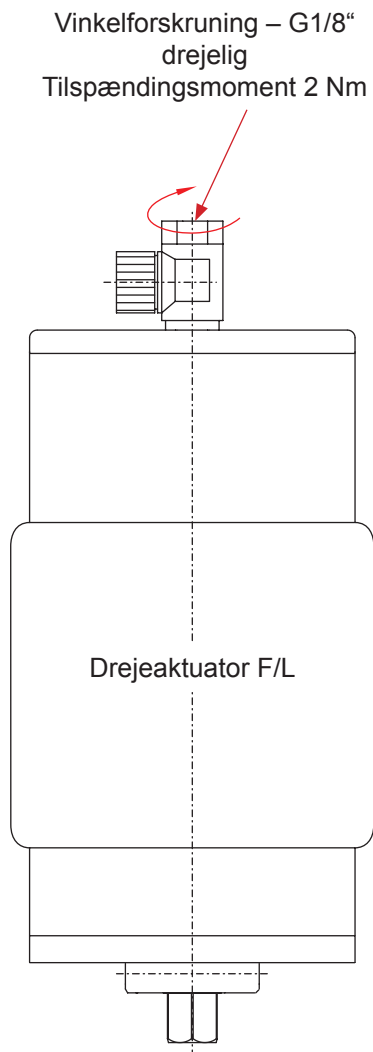 Vinkelforskruning – G1/8“
drejelig
Tilspændingsmoment 2 Nm
Drejeaktuator F/L